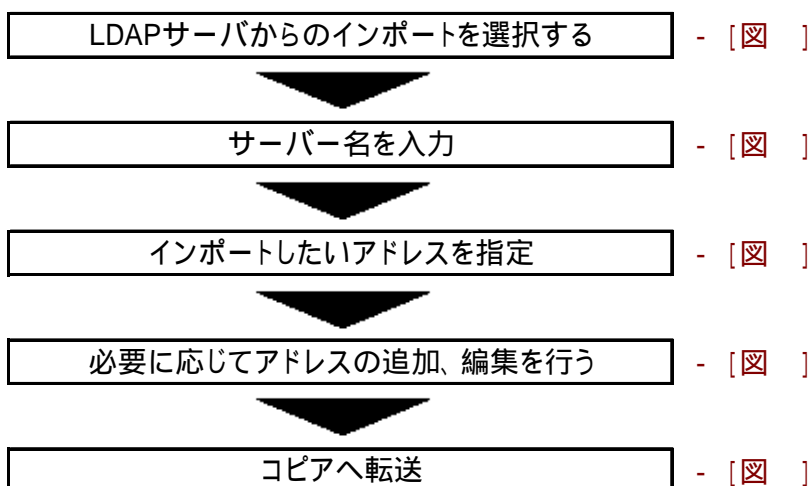 LDAPサーバからのインポートを選択する - [図 ]
サーバー名を入力 - [図 ]
インポートしたいアドレスを指定 - [図 ]
必要に応じてアドレスの追加、編集を行う - [図 ]
コピアへ転送 - [図 ]